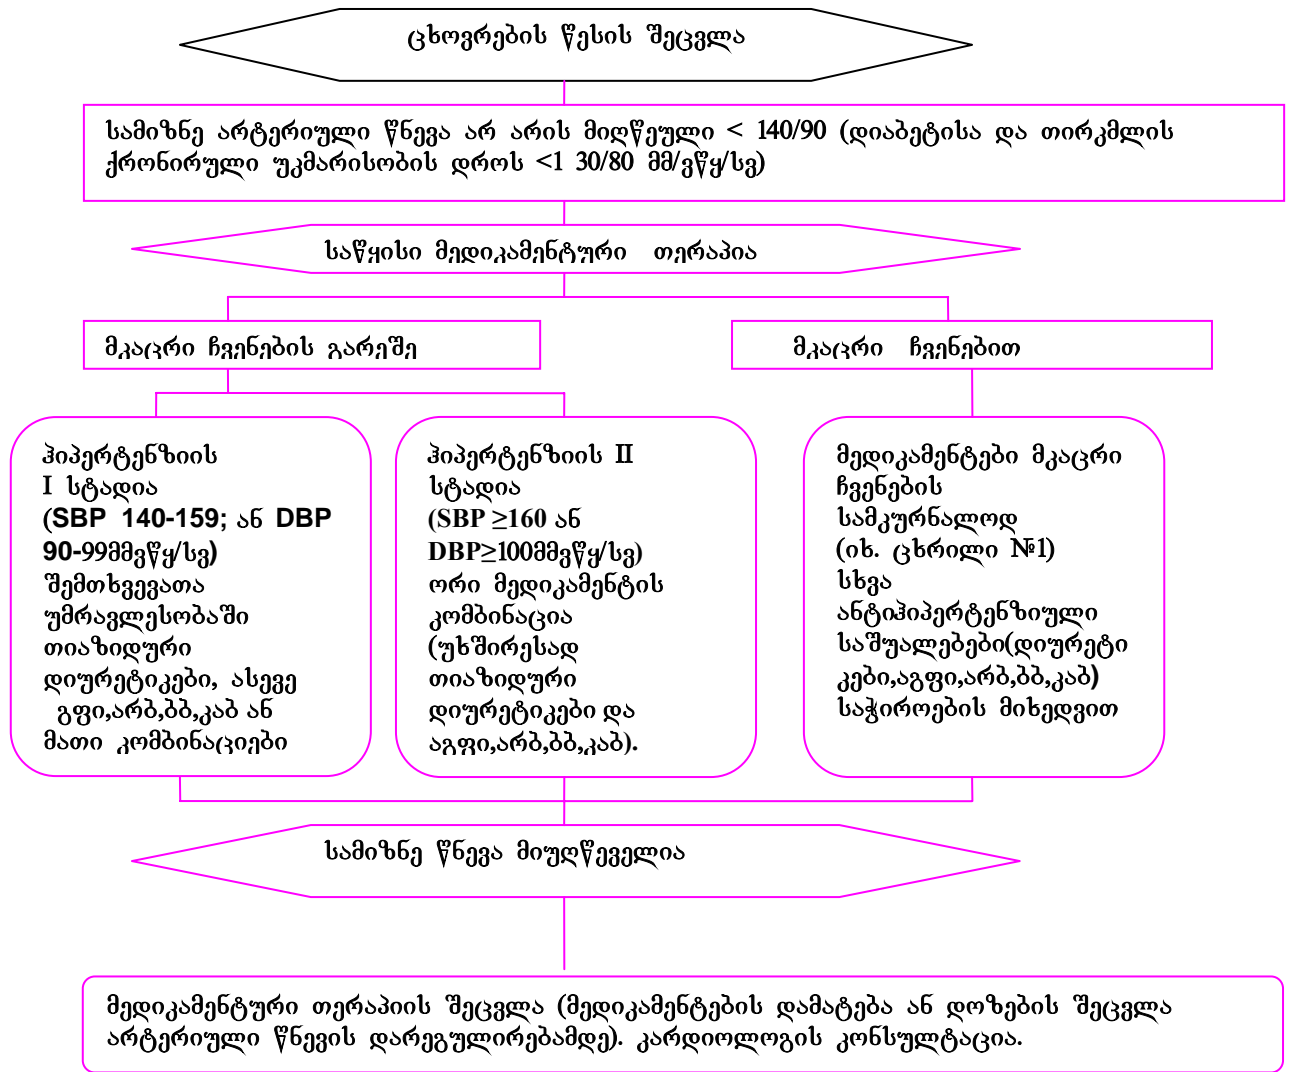 ცხოვრების წესის შეცვლა
სამიზნე არტერიული წნევა არ არის მიღწეული < 140/90 (დიაბეტისა და თირკმლის
ქრონირული უკმარისობის დროს <1 30/80 მმ/ვწყ/სვ)
საწყისი მედიკამენტური თერაპია
მკაცრი ჩვენების გარეშე
მკაცრი ჩვენებით
ჰიპერტენზიის
I სტადია
(SBP 140-159; ან DBP
90-99მმვწყ/სვ)
შემთხვევათა
უმრავლესობაში
თიაზიდური
დიურეტიკები, ასევე
გფი,არბ,ბბ,კაბ ან
მათი კომბინაციები
ჰიპერტენზიის II
სტადია
(SBP ≥160 ან
DBP≥100მმვწყ/სვ)
ორი მედიკამენტის
კომბინაცია
(უხშირესად
თიაზიდური
დიურეტიკები და
აგფი,არბ,ბბ,კაბ).
მედიკამენტები მკაცრი
ჩვენების
სამკურნალოდ
(იხ. ცხრილი №1)
სხვა
ანტიჰიპერტენზიული
საშუალებები(დიურეტი
კები,აგფი,არბ,ბბ,კაბ)
საჭიროების მიხედვით
სამიზნე წნევა მიუღწეველია
მედიკამენტური თერაპიის შეცვლა (მედიკამენტების დამატება ან დოზების შეცვლა
არტერიული წნევის დარეგულირებამდე). კარდიოლოგის კონსულტაცია.